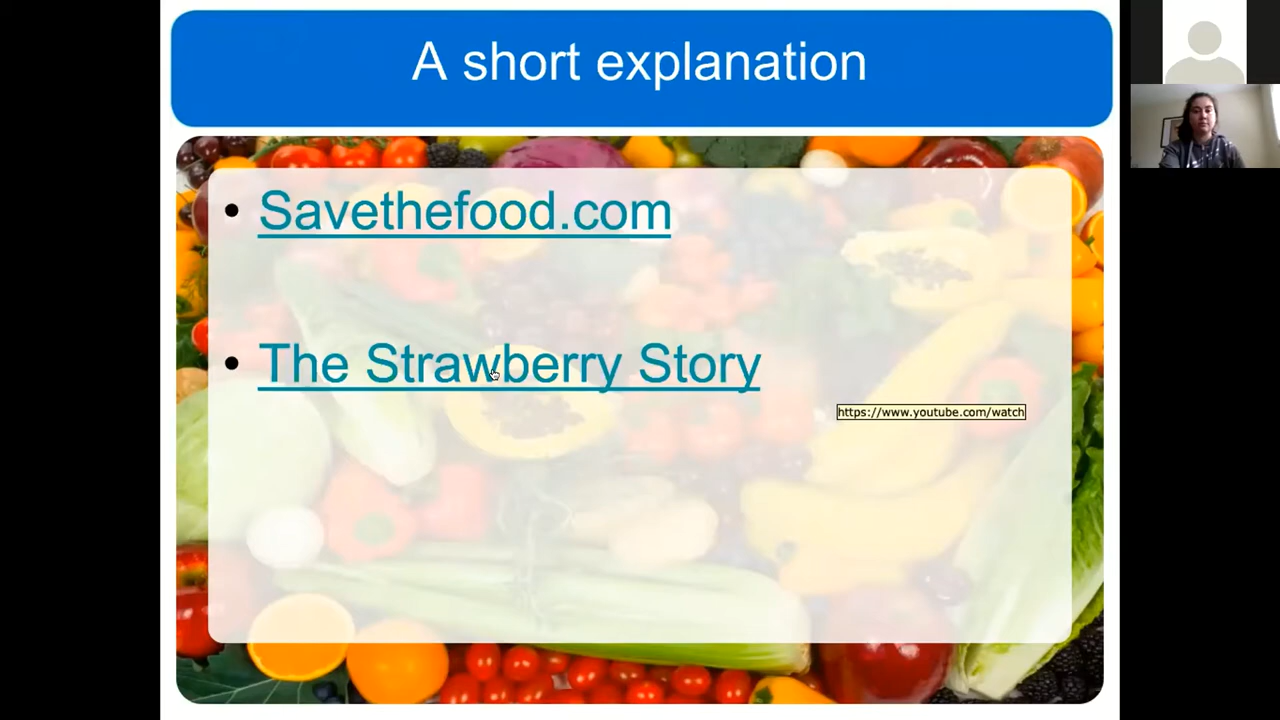 A short explanation
Savethefood.com
The Strawberry Story
https://www.youtube.com/watch